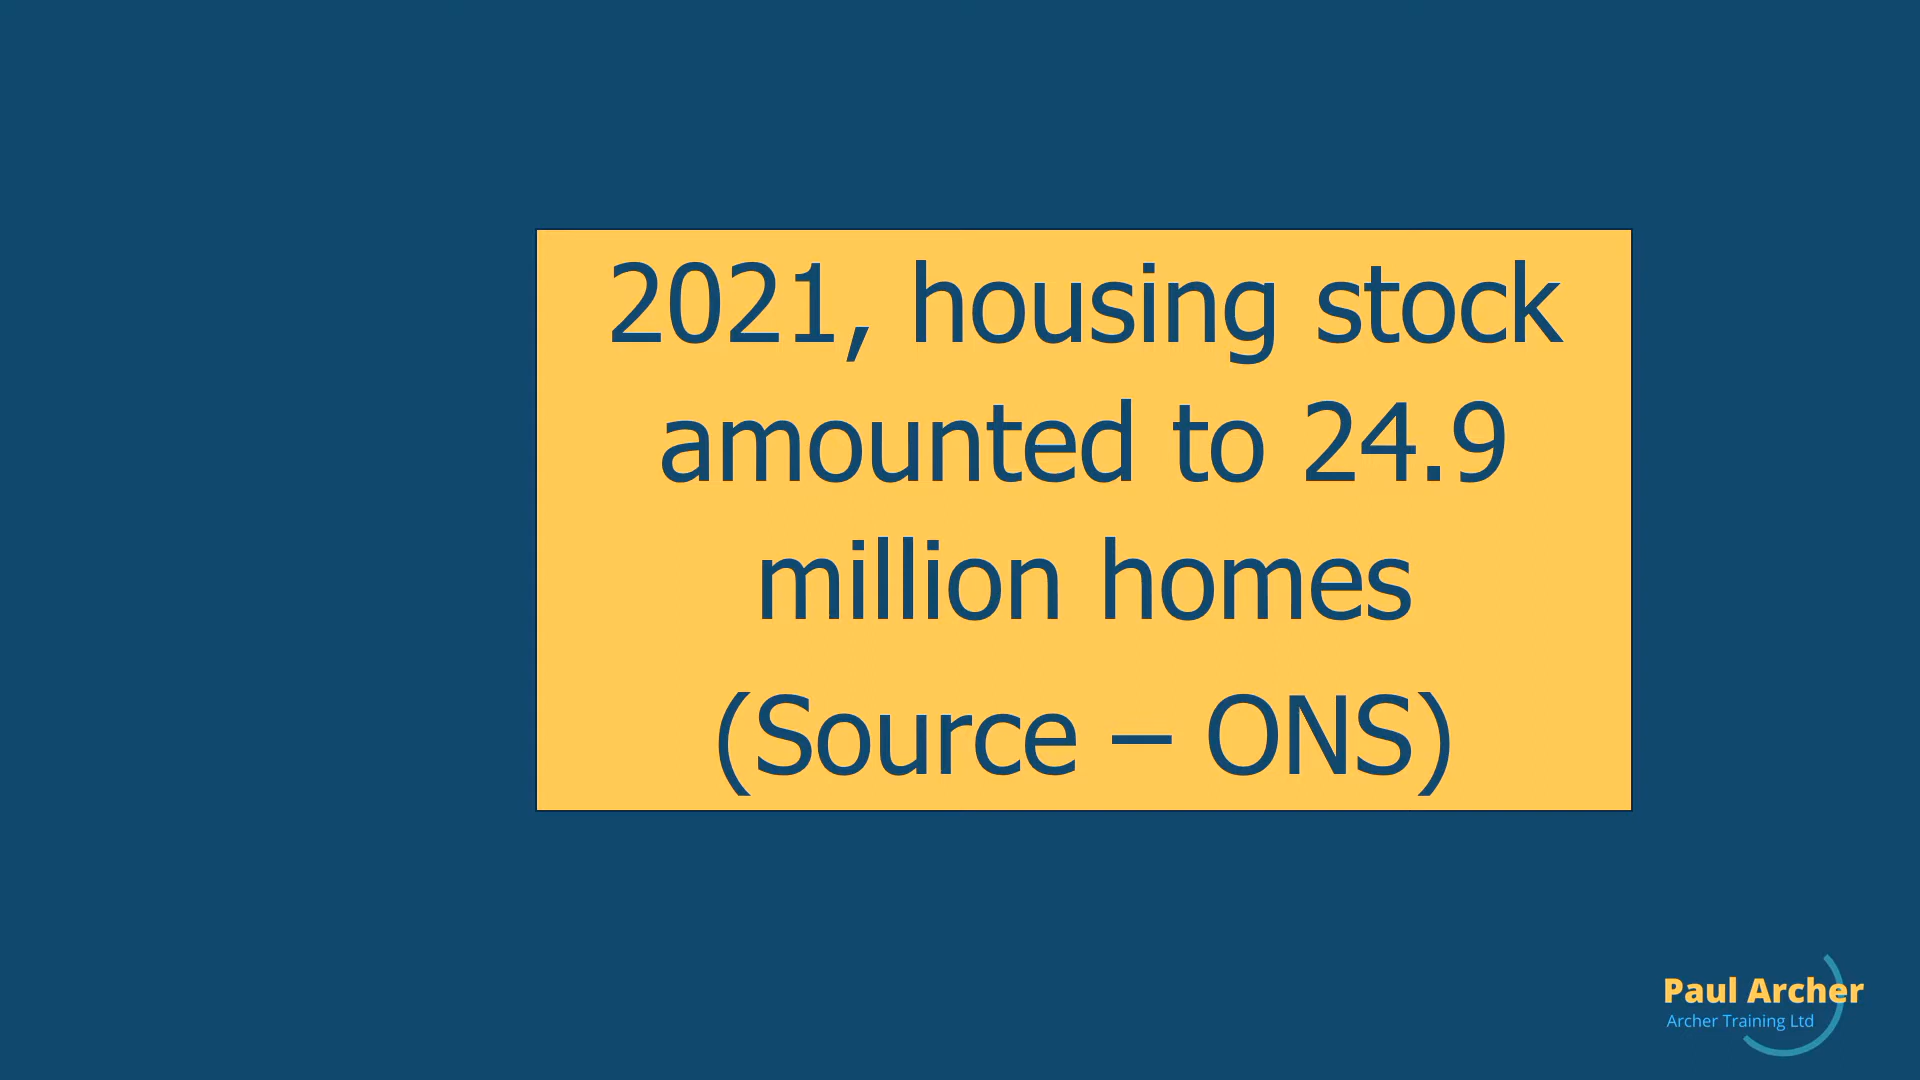 2021, housing stock
amounted to 24.9
million homes
(Source – ONS)
Paul Archer
Archer Training Ltd